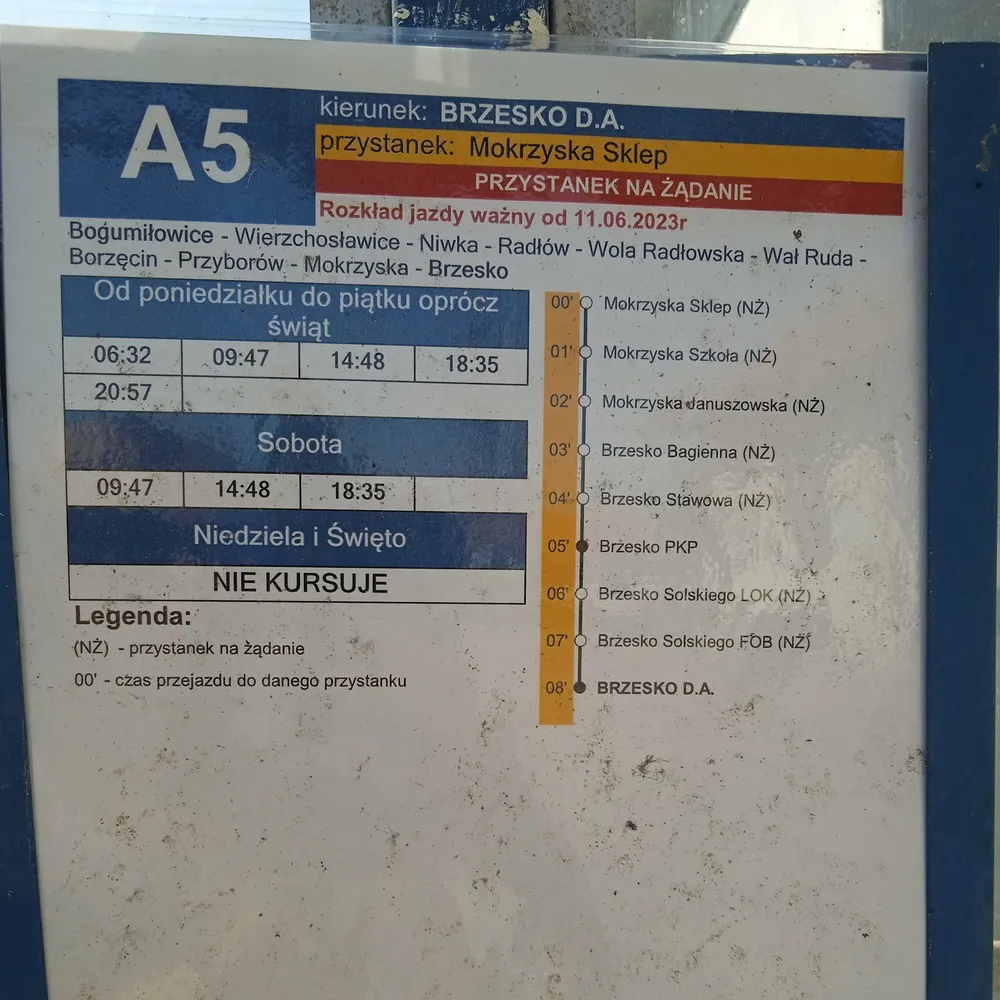 A5
kierunek: BRZESKO D.A.
przystanek: Mokrzyska Sklep
PRZYSTANEK NA ŻĄDANIE
Rozkład jazdy ważny od 11.06.2023r
Bogumiłowice - Wierzchosławice - Niwka - Radłów - Wola Radłowska - Wał Ruda -
Borzęcin - Przyborów - Mokrzyska - Brzesko
Od poniedziałku do piątku oprócz
świąt
06:32 09:47 14:48 18:35
20:57
Sobota
09:47 14:48 18:35
Niedziela i Święto
NIE KURSUJE
Legenda:
(NŻ) - przystanek na żądanie
00' - czas przejazdu do danego przystanku
00' Mokrzyska Sklep (NŻ)
01' Mokrzyska Szkoła (NŻ)
02' Mokrzyska Januszowska (NŻ)
03' Brzesko Bagienna (NŻ)
04' Brzesko Stawowa (NŻ)
05' Brzesko PKP
06' Brzesko Solskiego LOK (NŻ)
07' Brzesko Solskiego FOB (NŻ)
08' BRZESKO D.A.